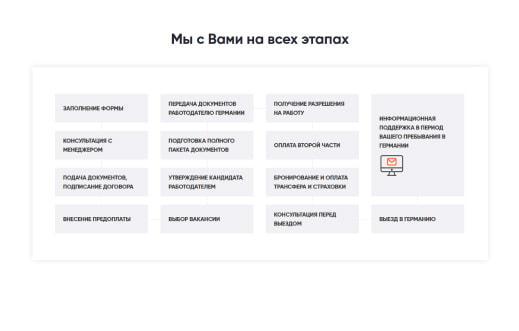 Мы с Вами на всех этапах
ЗАПОЛНЕНИЕ ФОРМЫ
КОНСУЛЬТАЦИЯ С
МЕНЕДЖЕРОМ
ПОДАЧА ДОКУМЕНТОВ,
ПОДПИСАНИЕ ДОГОВОРА
ВНЕСЕНИЕ ПРЕДОПЛАТЫ
ПЕРЕДАЧА ДОКУМЕНТОВ
РАБОТОДАТЕЛЮ ГЕРМАНИИ
ПОДГОТОВКА ПОЛНОГО
ПАКЕТА ДОКУМЕНТОВ
УТВЕРЖДЕНИЕ КАНДИДАТА
РАБОТОДАТЕЛЕМ
ВЫБОР ВАКАНСИИ
ПОЛУЧЕНИЕ РАЗРЕШЕНИЯ
НА РАБОТУ
ОПЛАТА ВТОРОЙ ЧАСТИ
БРОНИРОВАНИЕ И ОПЛАТА
ТРАНСФЕРА И СТРАХОВКИ
КОНСУЛЬТАЦИЯ ПЕРЕД
ВЫЕЗДОМ
ИНФОРМАЦИОННАЯ
ПОДДЕРЖКА В ПЕРИОД
ВАШЕГО ПРЕБЫВАНИЯ В
ГЕРМАНИИ
ВЫЕЗД В ГЕРМАНИЮ